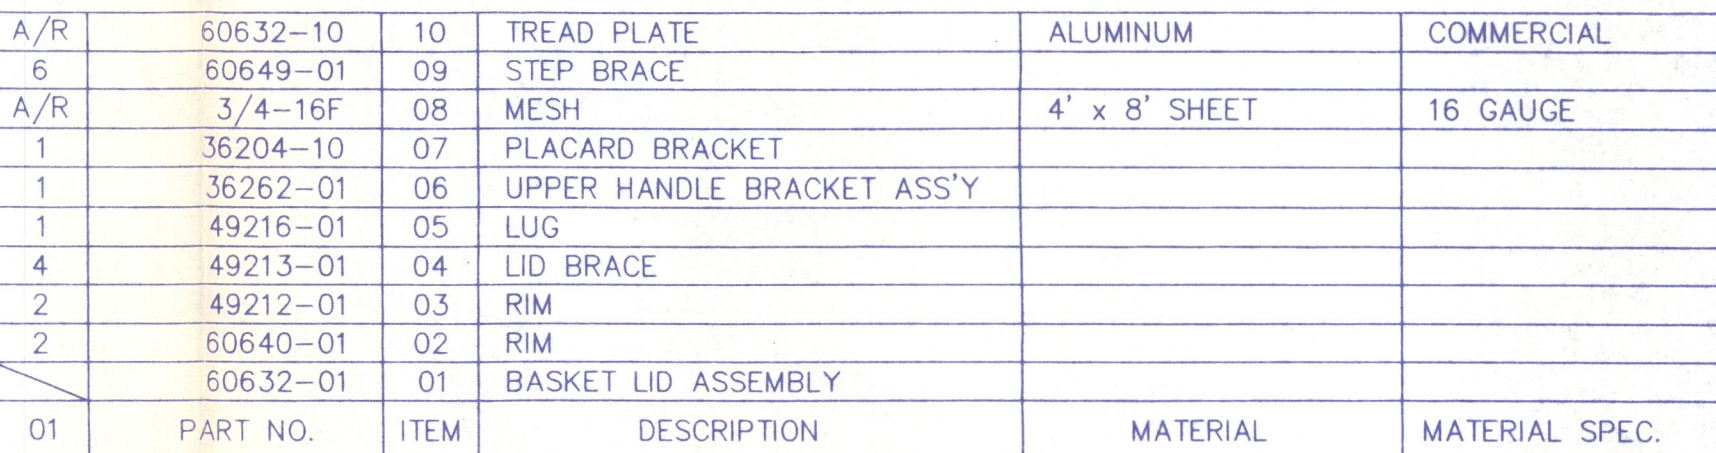 A/R 60632-10 10 TREAD PLATE ALUMINUM COMMERCIAL
6 60649-01 09 STEP BRACE
A/R 3/4-16F 08 MESH 4' x 8' SHEET 16 GAUGE
1 36204-10 07 PLACARD BRACKET
1 36262-01 06 UPPER HANDLE BRACKET ASS'Y
1 49216-01 05 LUG
4 49213-01 04 LID BRACE
2 49212-01 03 RIM
2 60640-01 02 RIM
60632-01 01 BASKET LID ASSEMBLY
01 PART NO. ITEM DESCRIPTION MATERIAL MATERIAL SPEC.